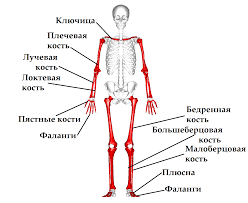 Ключица
Плечевая
кость
Лучевая
кость
Локтевая
кость
Пястные кости
Фаланги
Бедренная
кость
Большеберцовая
кость
Малоберцовая
кость
Плюсна
Фаланги